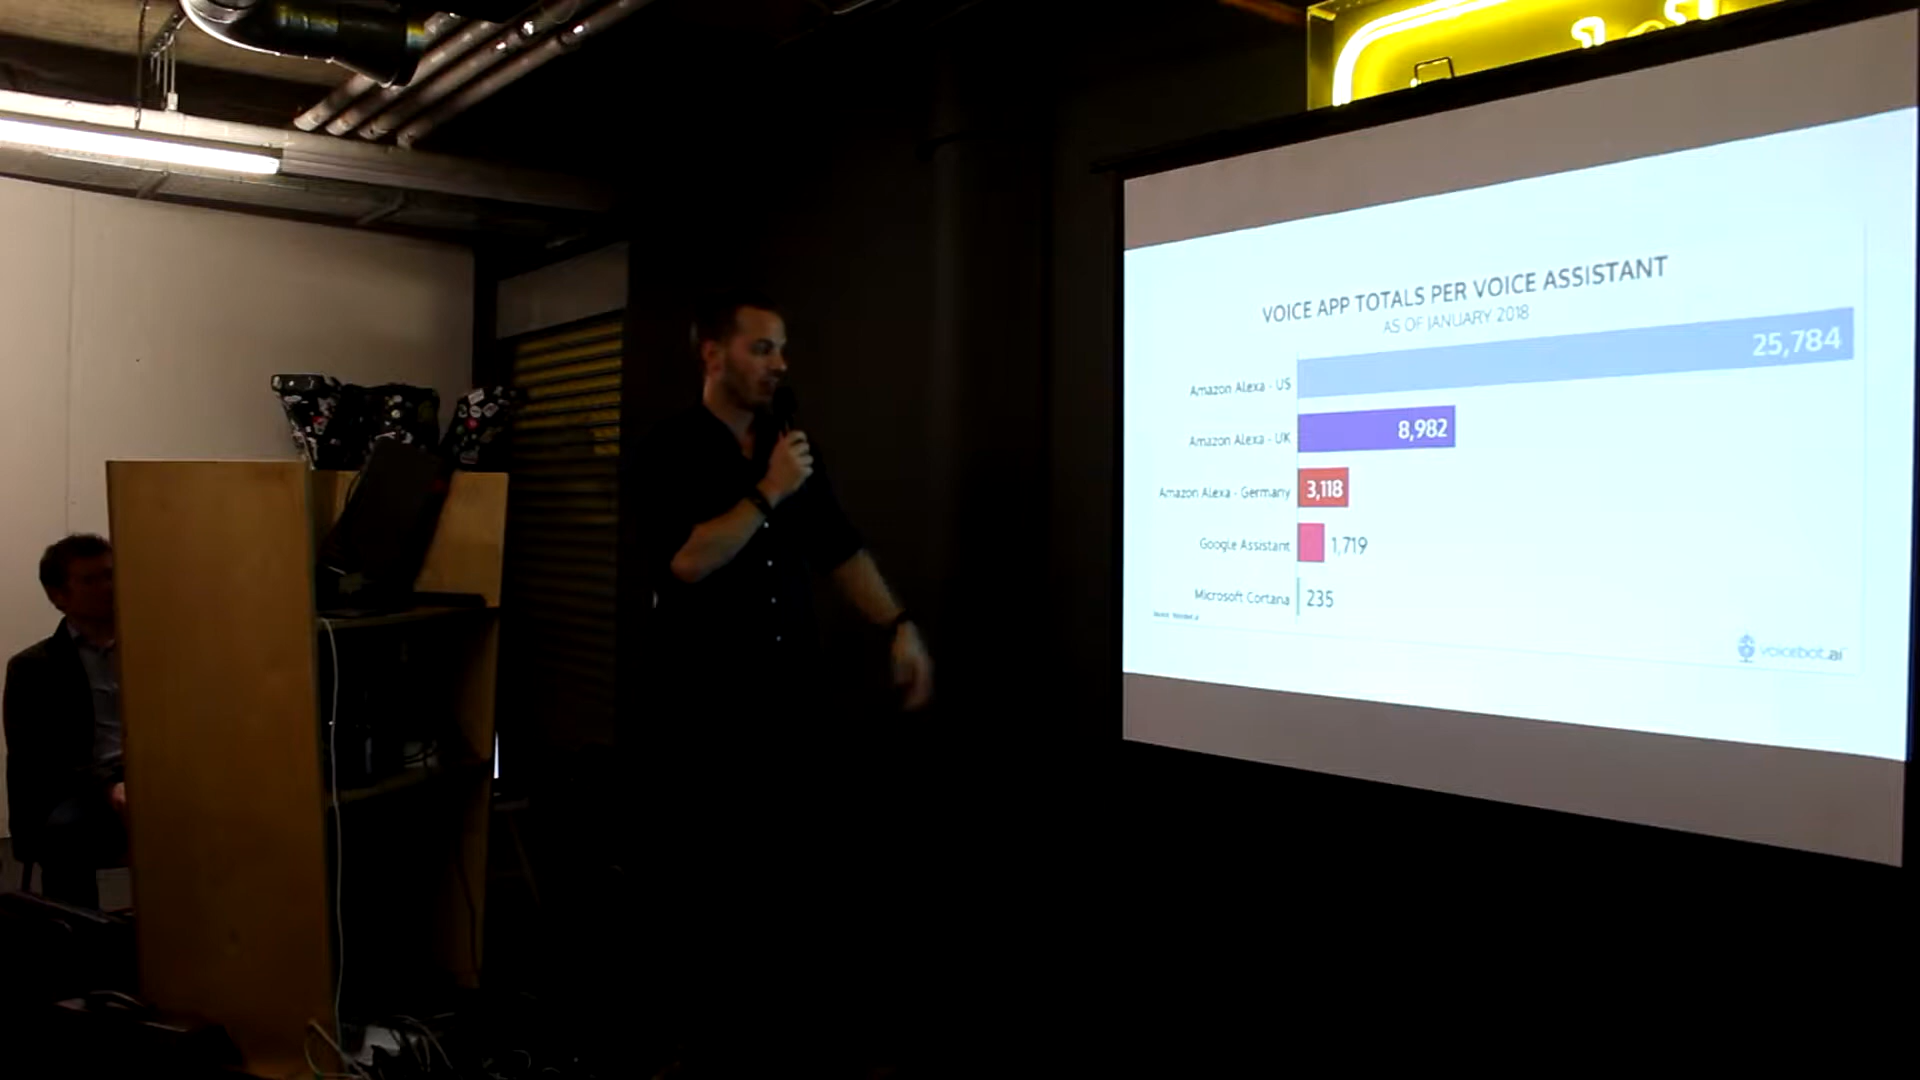 VOICE APP TOTALS PER VOICE ASSISTANT
AS OF JANUARY 2018
Amazon Alexa - US 25,784
Amazon Alexa - UK 8,982
Amazon Alexa - Germany 3,118
Google Assistant 1,719
Microsoft Cortana 235
voicebot.ai